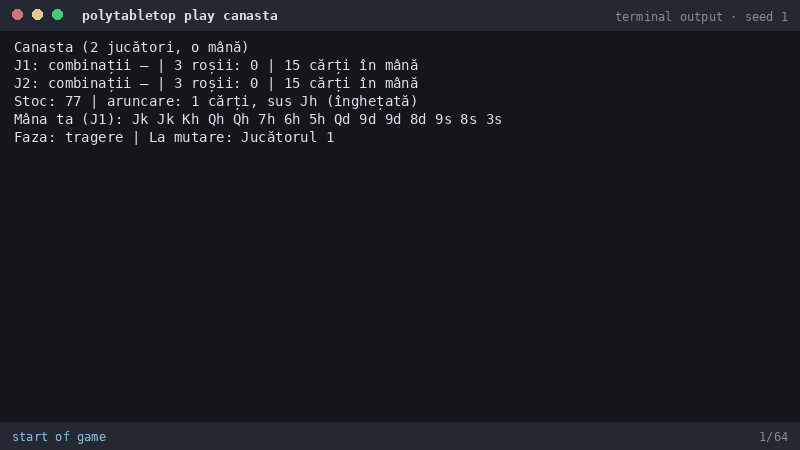 polytabletop play canasta
terminal output · seed 1
Canasta (2 jucători, o mână)
J1: combinații — | 3 roșii: 0 | 15 cărți în mână
J2: combinații — | 3 roșii: 0 | 15 cărți în mână
Stoc: 77 | aruncare: 1 cărți, sus Jh (înghețată)
Mâna ta (J1): Jk Jk Kh Qh Qh 7h 6h 5h Qd 9d 9d 8d 9s 8s 3s
Faza: tragere | La mutare: Jucătorul 1
start of game
1/64